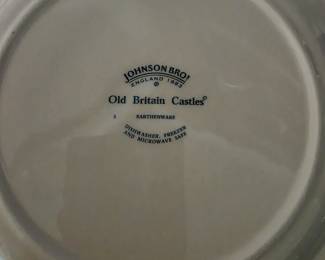 JOHNSON BROS
ENGLAND 1883
®
Old Britain Castles®
EARTHENWARE
DISHWASHER, FREEZER
AND MICROWAVE SAFE